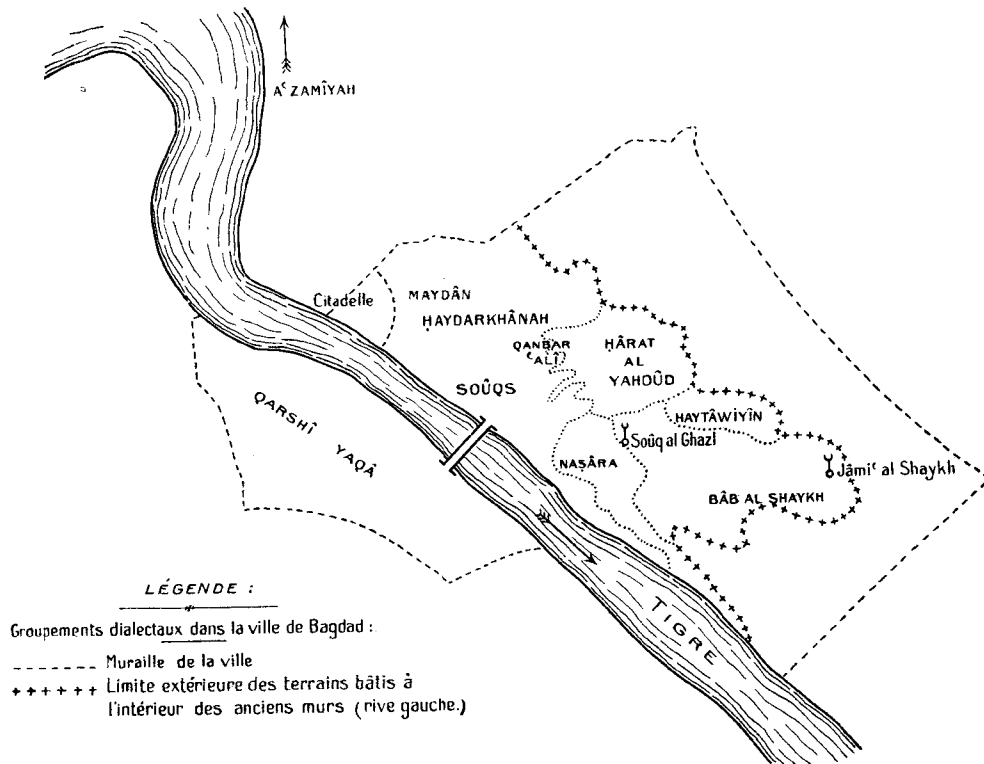 Aʿ ZAMÎYAH
Citadelle
MAYDÂN
ḤAYDARKHÂNAH
QANBAR
ʿALÎ
ḤÂRAT
AL
YAHOÛD
SOÛQS
HAYTÂWIYÎN
QARSHÎ
YAQÂ
Soûq al Ghazî
NAṢÂRA
Jâmiʿ al Shaykh
BÂB AL SHAYKH
TIGRE
LÉGENDE :
Groupements dialectaux dans la ville de Bagdad :
Muraille de la ville
Limite extérieure des terrains bâtis à
l'intérieur des anciens murs (rive gauche.)